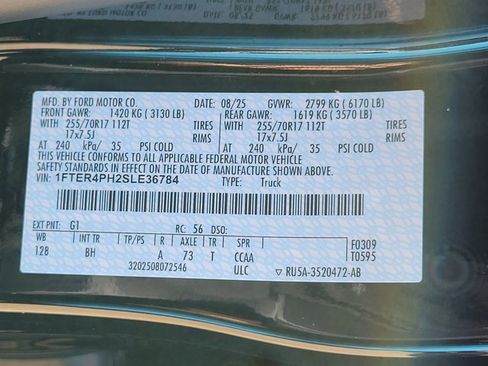 MFD. BY FORD MOTOR CO. DATE: 08/25 GVWR: 2799 KG ( 6170 LB)
FRONT GAWR: 1420 KG ( 3130 LB) REAR GAWR: 1619 KG ( 3570 LB)
WITH 255/70R17 112T TIRES WITH 255/70R17 112T TIRES
17x7.5J RIMS 17x7.5J RIMS
AT 240 kPa/ 35 PSI COLD AT 240 kPa/ 35 PSI COLD
THIS VEHICLE CONFORMS TO ALL APPLICABLE FEDERAL MOTOR VEHICLE
SAFETY STANDARDS IN EFFECT ON THE DATE OF MANUFACTURE SHOWN ABOVE.
VIN: 1FTER4PH2SLE36784 TYPE: Truck
EXT PNT: G1 RC: 56 DSO: F0309
WB INT TR TP/PS R AXLE TR SPR T0595
128 BH A 73 T CCAA
3202508072546 ULC ▽ RU5A-3520472-AB